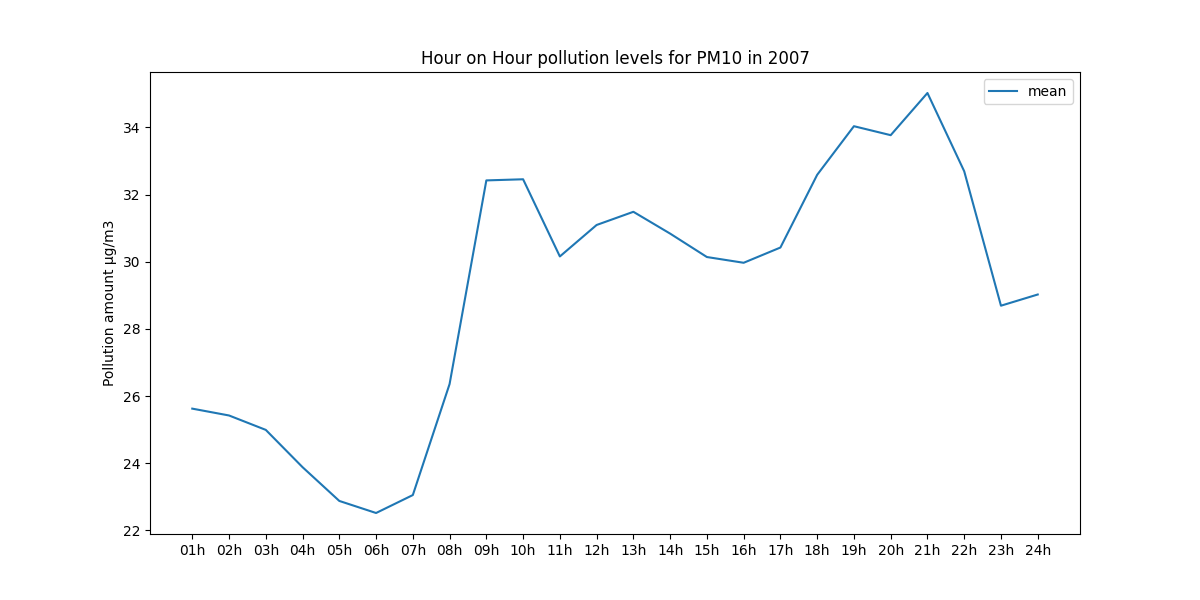 Hour on Hour pollution levels for PM10 in 2007
mean
Pollution amount µg/m3
34
32
30
28
26
24
22
01h 02h 03h 04h 05h 06h 07h 08h 09h 10h 11h 12h 13h 14h 15h 16h 17h 18h 19h 20h 21h 22h 23h 24h